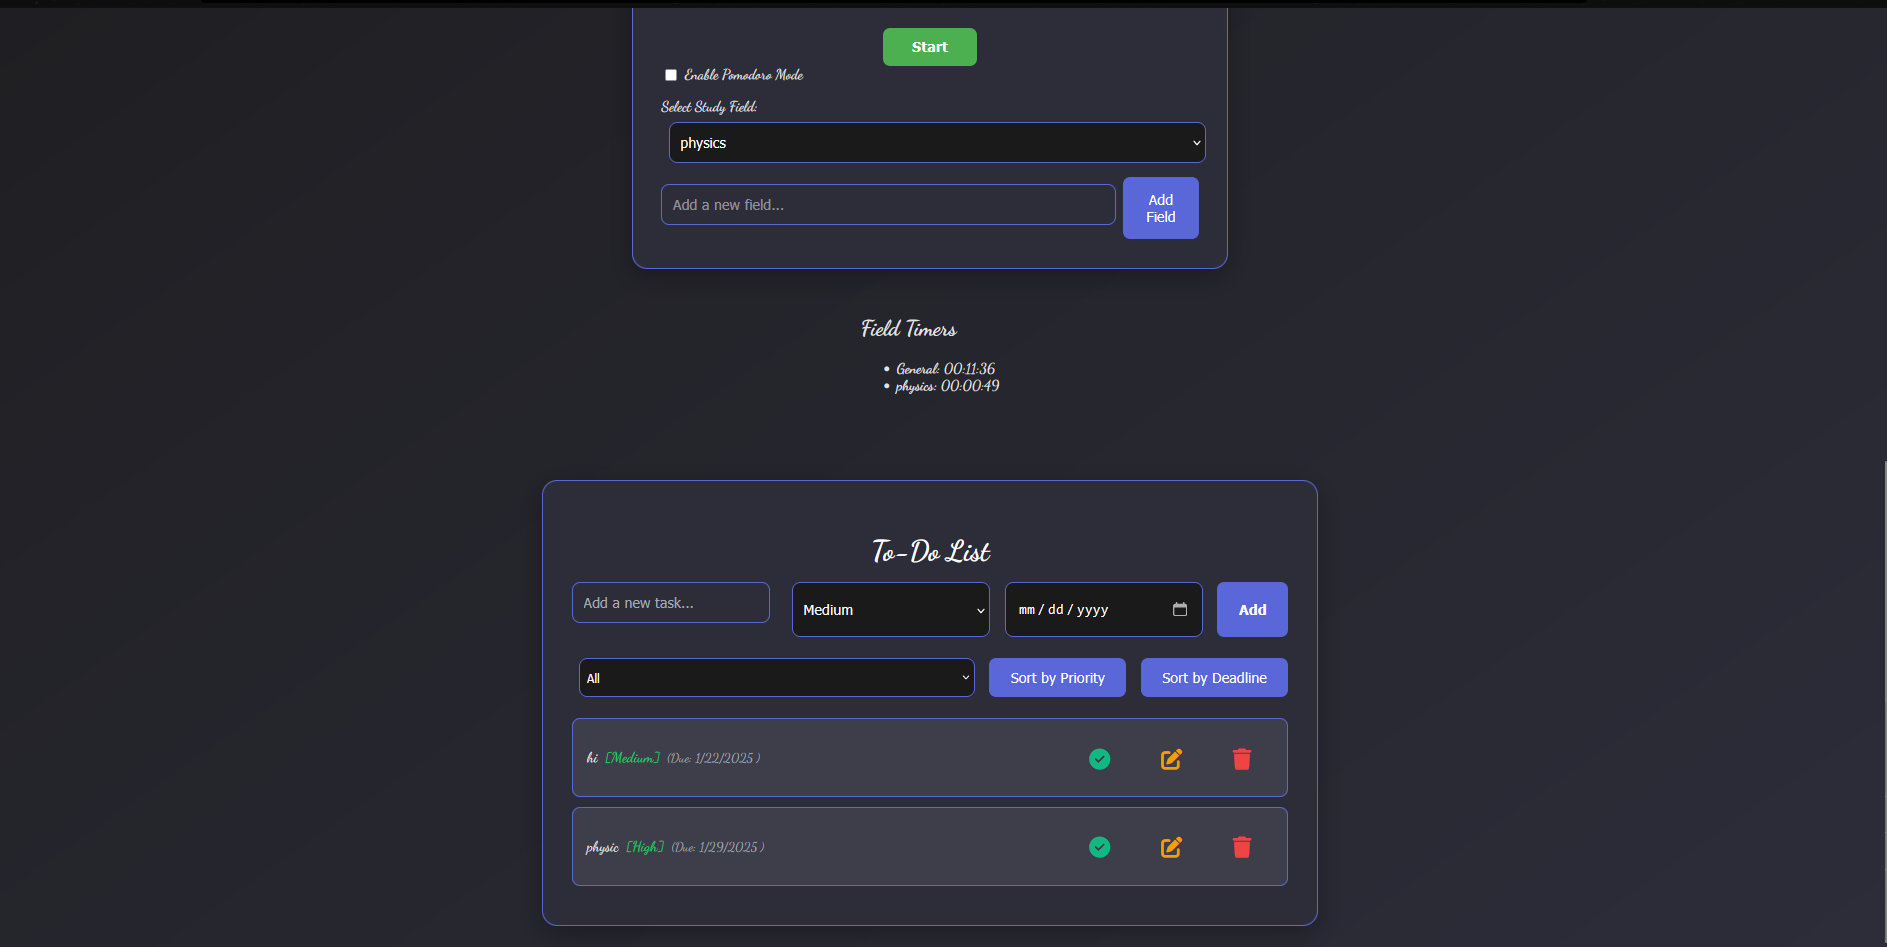 Start
Enable Pomodoro Mode
Select Study Field:
physics
Add a new field...
Add
Field
Field Timers
General: 00:11:36
physics: 00:00:49
To-Do List
Add a new task...
Medium
mm/dd/yyyy
Add
All
Sort by Priority
Sort by Deadline
hi [Medium] (Due: 1/22/2025 )
physic [High] (Due: 1/29/2025 )